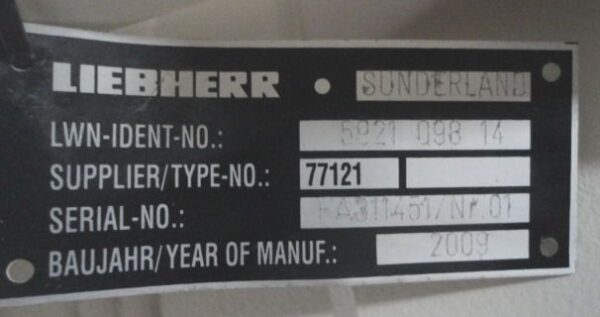 LIEBHERR SUNDERLAND
LWN-IDENT-NO.: 5821 098 14
SUPPLIER/TYPE-NO.: 77121
SERIAL-NO.: FA311451/Nr.01
BAUJAHR/YEAR OF MANUF.: 2009